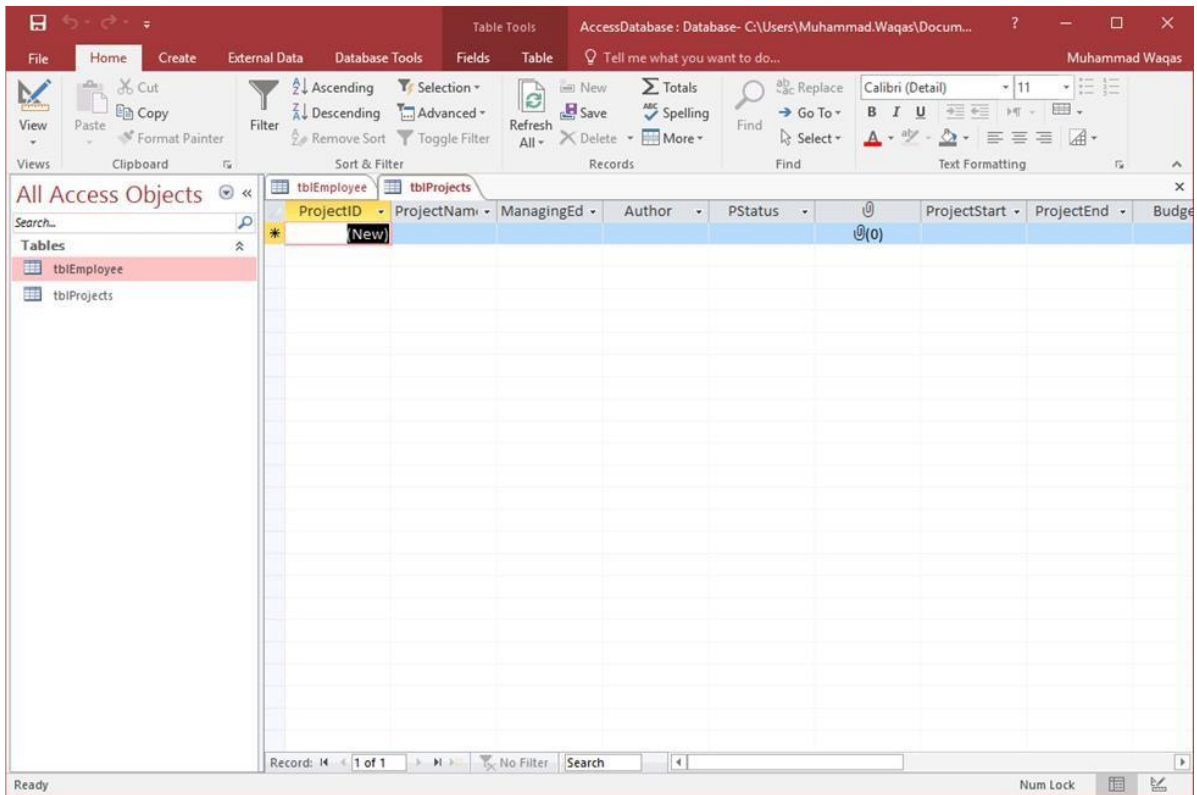 Table Tools AccessDatabase : Database- C:\Users\Muhammad.Waqas\Docum... ?
File Home Create External Data Database Tools Fields Table Tell me what you want to do... Muhammad Waqas
View
Views
Paste
Cut
Copy
Format Painter
Clipboard
Filter
Ascending
Descending
Remove Sort
Selection
Advanced
Toggle Filter
Sort & Filter
Refresh
All
New
Save
Delete
Totals
Spelling
More
Records
Find
Replace
Go To
Select
Find
Calibri (Detail) 11
B I U
A
Text Formatting
All Access Objects
Search...
Tables
tblEmployee
tblProjects
tblEmployee tblProjects
ProjectID ProjectNam ManagingEd Author PStatus ProjectStart ProjectEnd Budge
(New) (0)
Record: 1 of 1 No Filter Search
Ready Num Lock